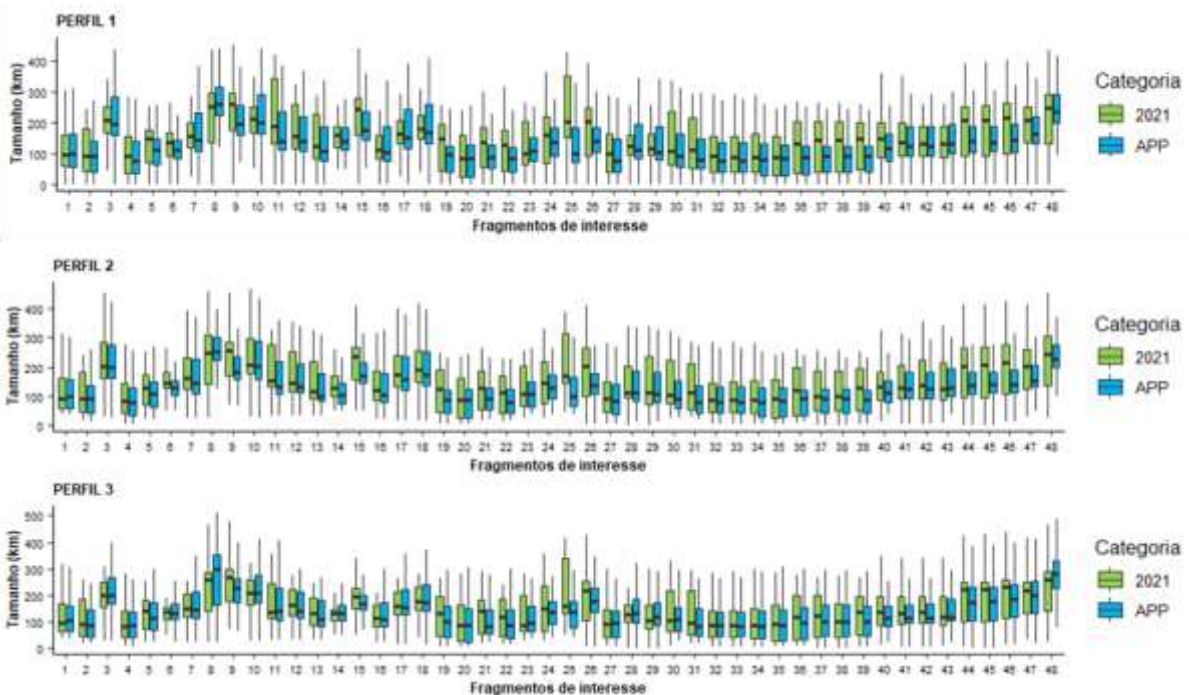 PERFIL 1
Tamanho (km)
400
300
200
100
0
1 2 3 4 5 6 7 8 9 10 11 12 13 14 15 16 17 18 19 20 21 22 23 24 25 26 27 28 29 30 31 32 33 34 35 36 37 38 39 40 41 42 43 44 45 46 47 48
Fragmentos de interesse
Categoria
2021
APP
PERFIL 2
Tamanho (km)
400
300
200
100
0
1 2 3 4 5 6 7 8 9 10 11 12 13 14 15 16 17 18 19 20 21 22 23 24 25 26 27 28 29 30 31 32 33 34 35 36 37 38 39 40 41 42 43 44 45 46 47 48
Fragmentos de interesse
Categoria
2021
APP
PERFIL 3
Tamanho (km)
500
400
300
200
100
0
1 2 3 4 5 6 7 8 9 10 11 12 13 14 15 16 17 18 19 20 21 22 23 24 25 26 27 28 29 30 31 32 33 34 35 36 37 38 39 40 41 42 43 44 45 46 47 48
Fragmentos de interesse
Categoria
2021
APP